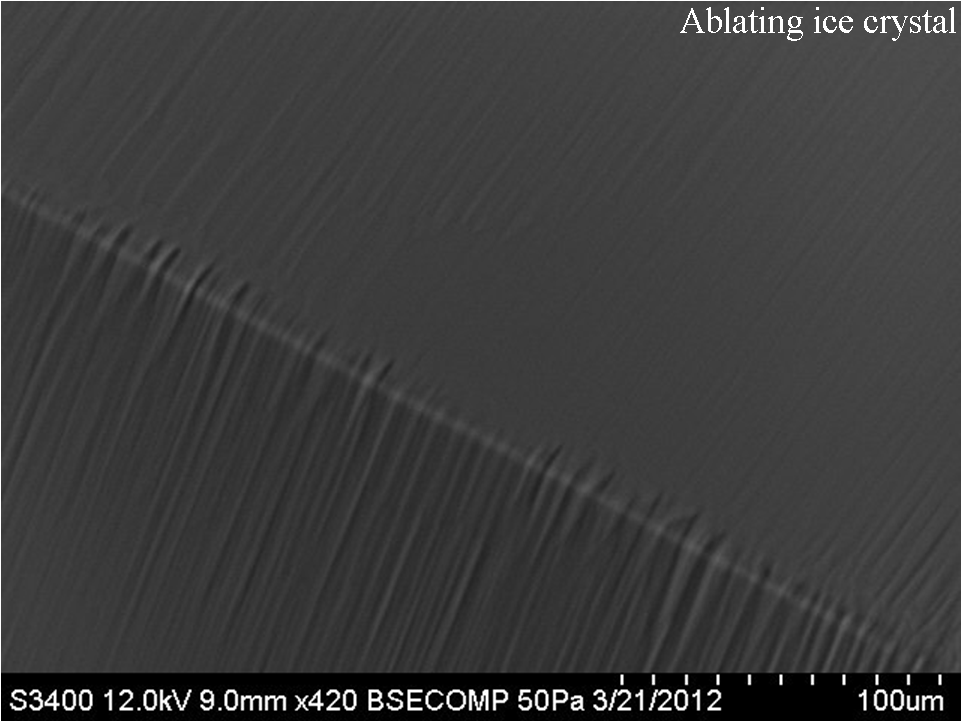 Ablating ice crystal
S3400 12.0kV 9.0mm x420 BSECOMP 50Pa 3/21/2012 100um